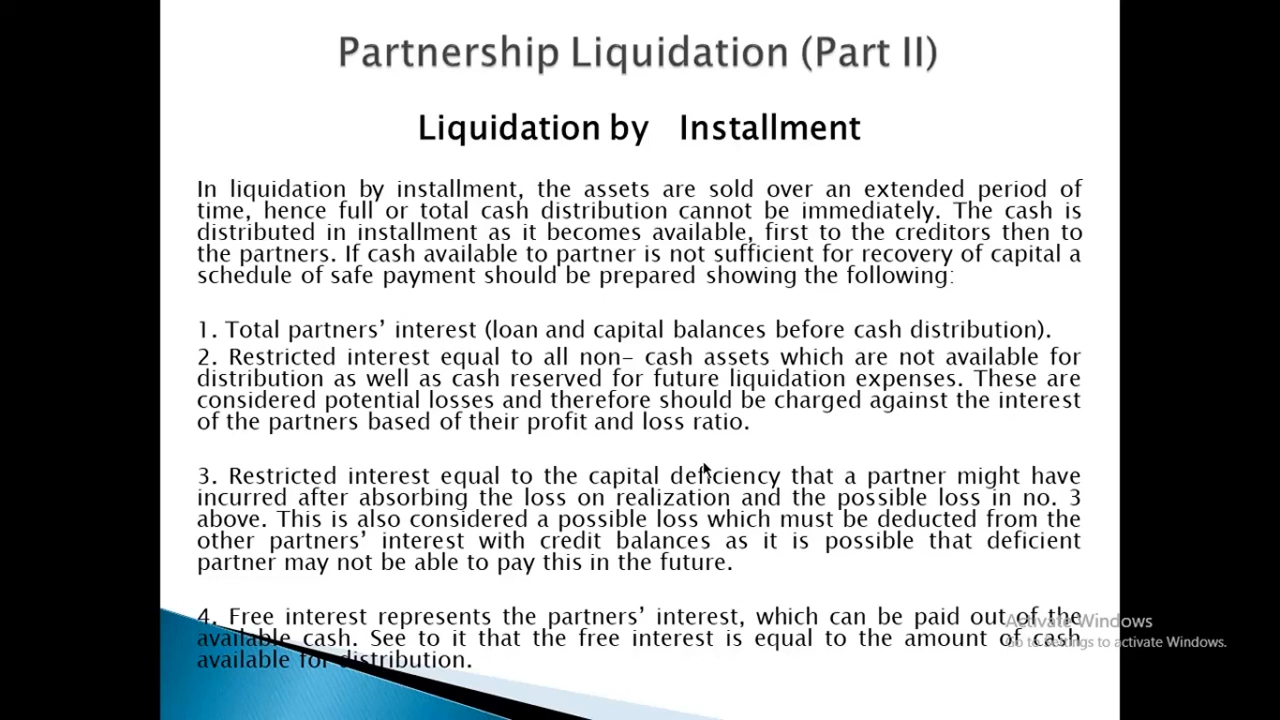 Partnership Liquidation (Part II)
Liquidation by Installment
In liquidation by installment, the assets are sold over an extended period of
time, hence full or total cash distribution cannot be immediately. The cash is
distributed in installment as it becomes available, first to the creditors then to
the partners. If cash available to partner is not sufficient for recovery of capital a
schedule of safe payment should be prepared showing the following:
1. Total partners’ interest (loan and capital balances before cash distribution).
2. Restricted interest equal to all non– cash assets which are not available for
distribution as well as cash reserved for future liquidation expenses. These are
considered potential losses and therefore should be charged against the interest
of the partners based of their profit and loss ratio.
3. Restricted interest equal to the capital deficiency that a partner might have
incurred after absorbing the loss on realization and the possible loss in no. 3
above. This is also considered a possible loss which must be deducted from the
other partners’ interest with credit balances as it is possible that deficient
partner may not be able to pay this in the future.
4. Free interest represents the partners’ interest, which can be paid out of the
available cash. See to it that the free interest is equal to the amount of cash
available for distribution.
Activate Windows
Go to Settings to activate Windows.